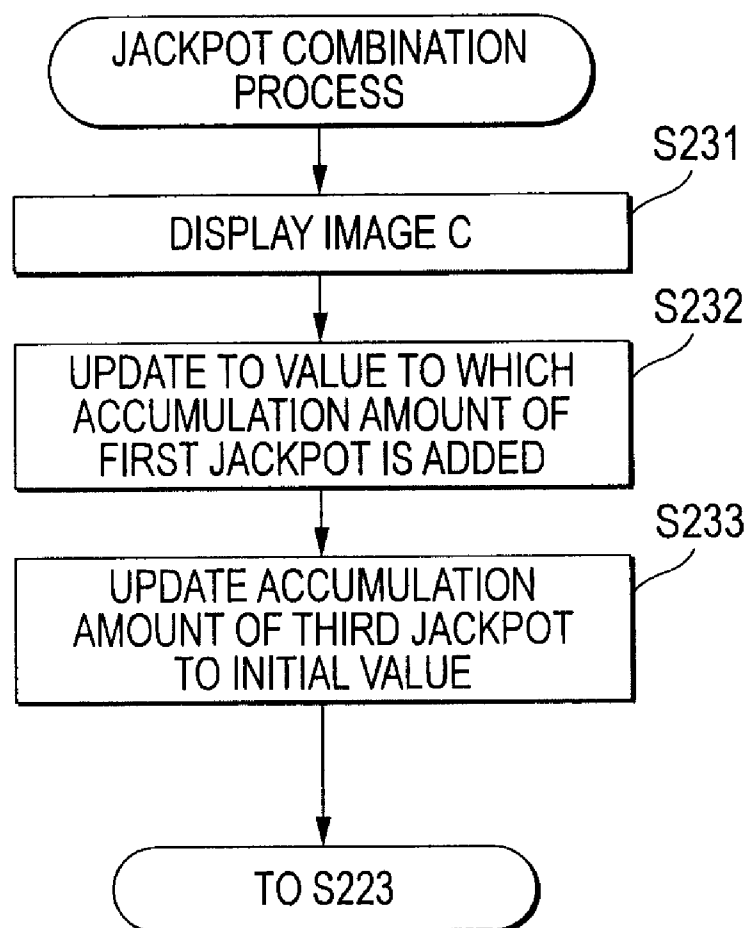 JACKPOT COMBINATION
PROCESS
S231
DISPLAY IMAGE C
S232
UPDATE TO VALUE TO WHICH
ACCUMULATION AMOUNT OF
FIRST JACKPOT IS ADDED
S233
UPDATE ACCUMULATION
AMOUNT OF THIRD JACKPOT
TO INITIAL VALUE
TO S223